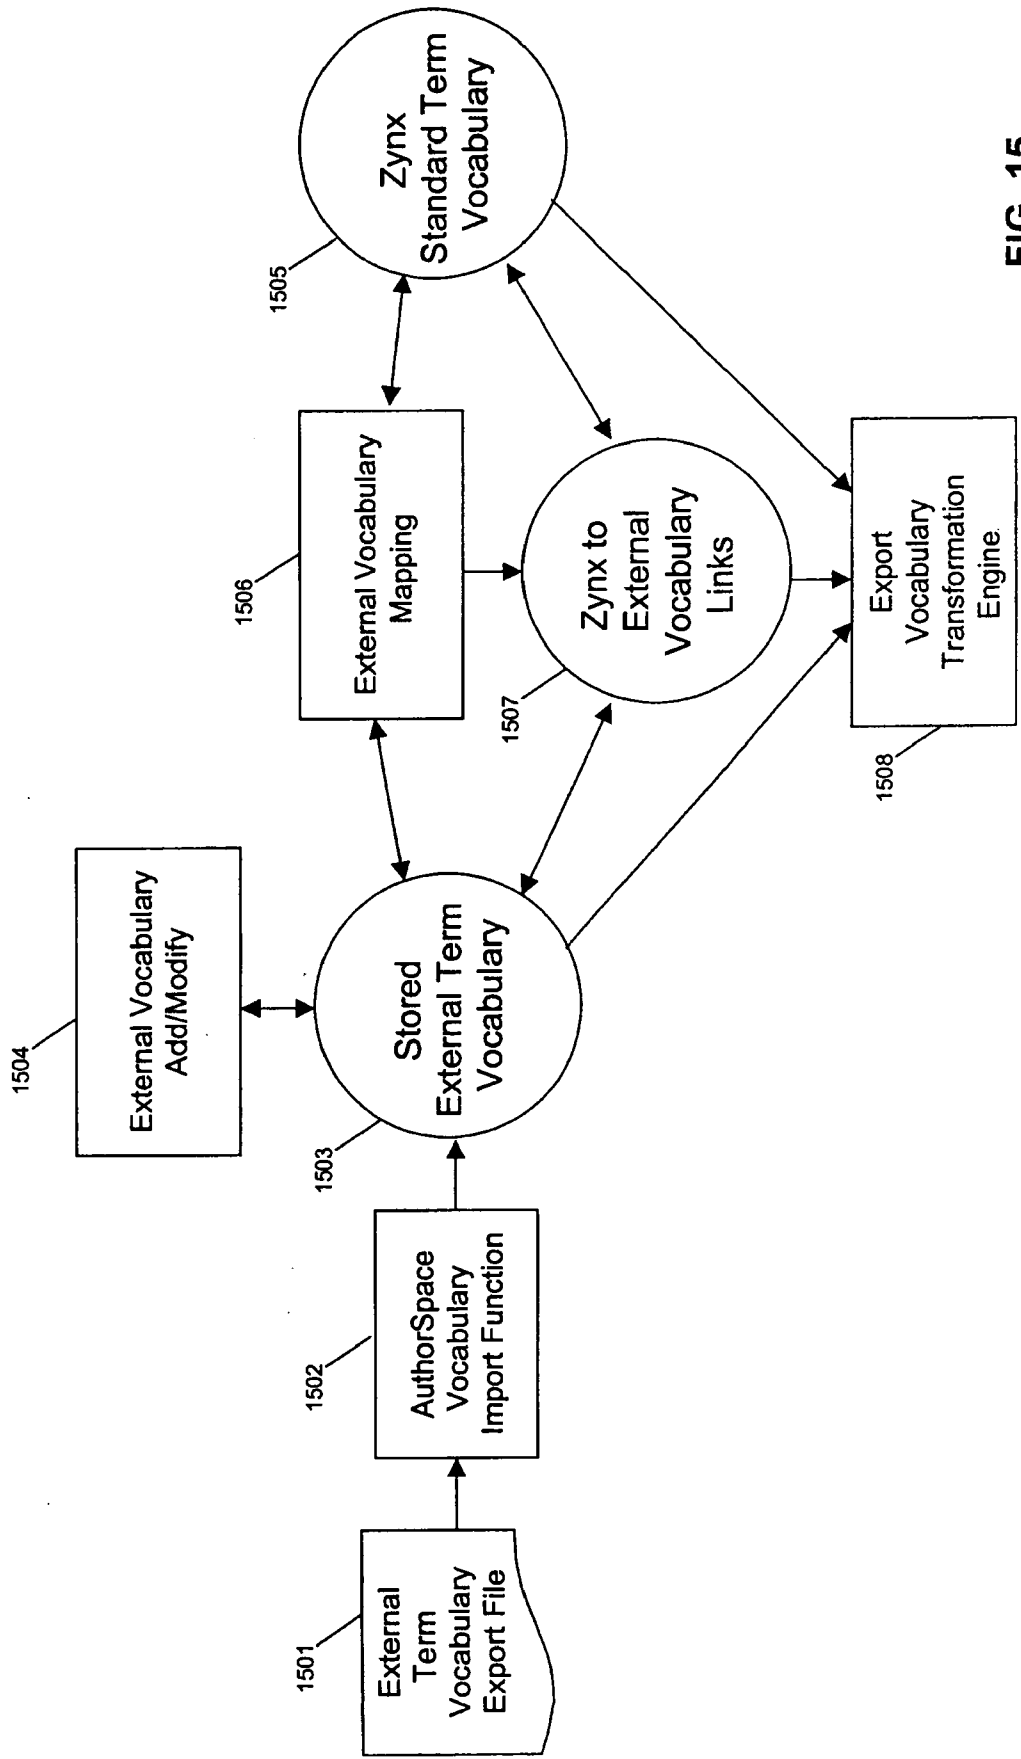 1501
External
Term
Vocabulary
Export File
1502
AuthorSpace
Vocabulary
Import Function
1503
Stored
External Term
Vocabulary
1504
External Vocabulary
Add/Modify
1505
Zynx
Standard Term
Vocabulary
1506
External Vocabulary
Mapping
1507
Zynx to
External
Vocabulary
Links
1508
Export
Vocabulary
Transformation
Engine
FIG. 15